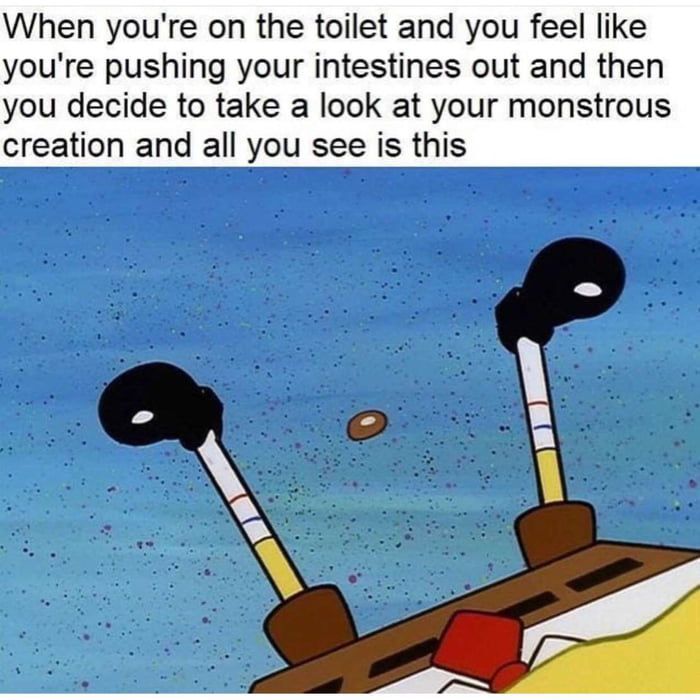 When you're on the toilet and you feel like
you're pushing your intestines out and then
you decide to take a look at your monstrous
creation and all you see is this